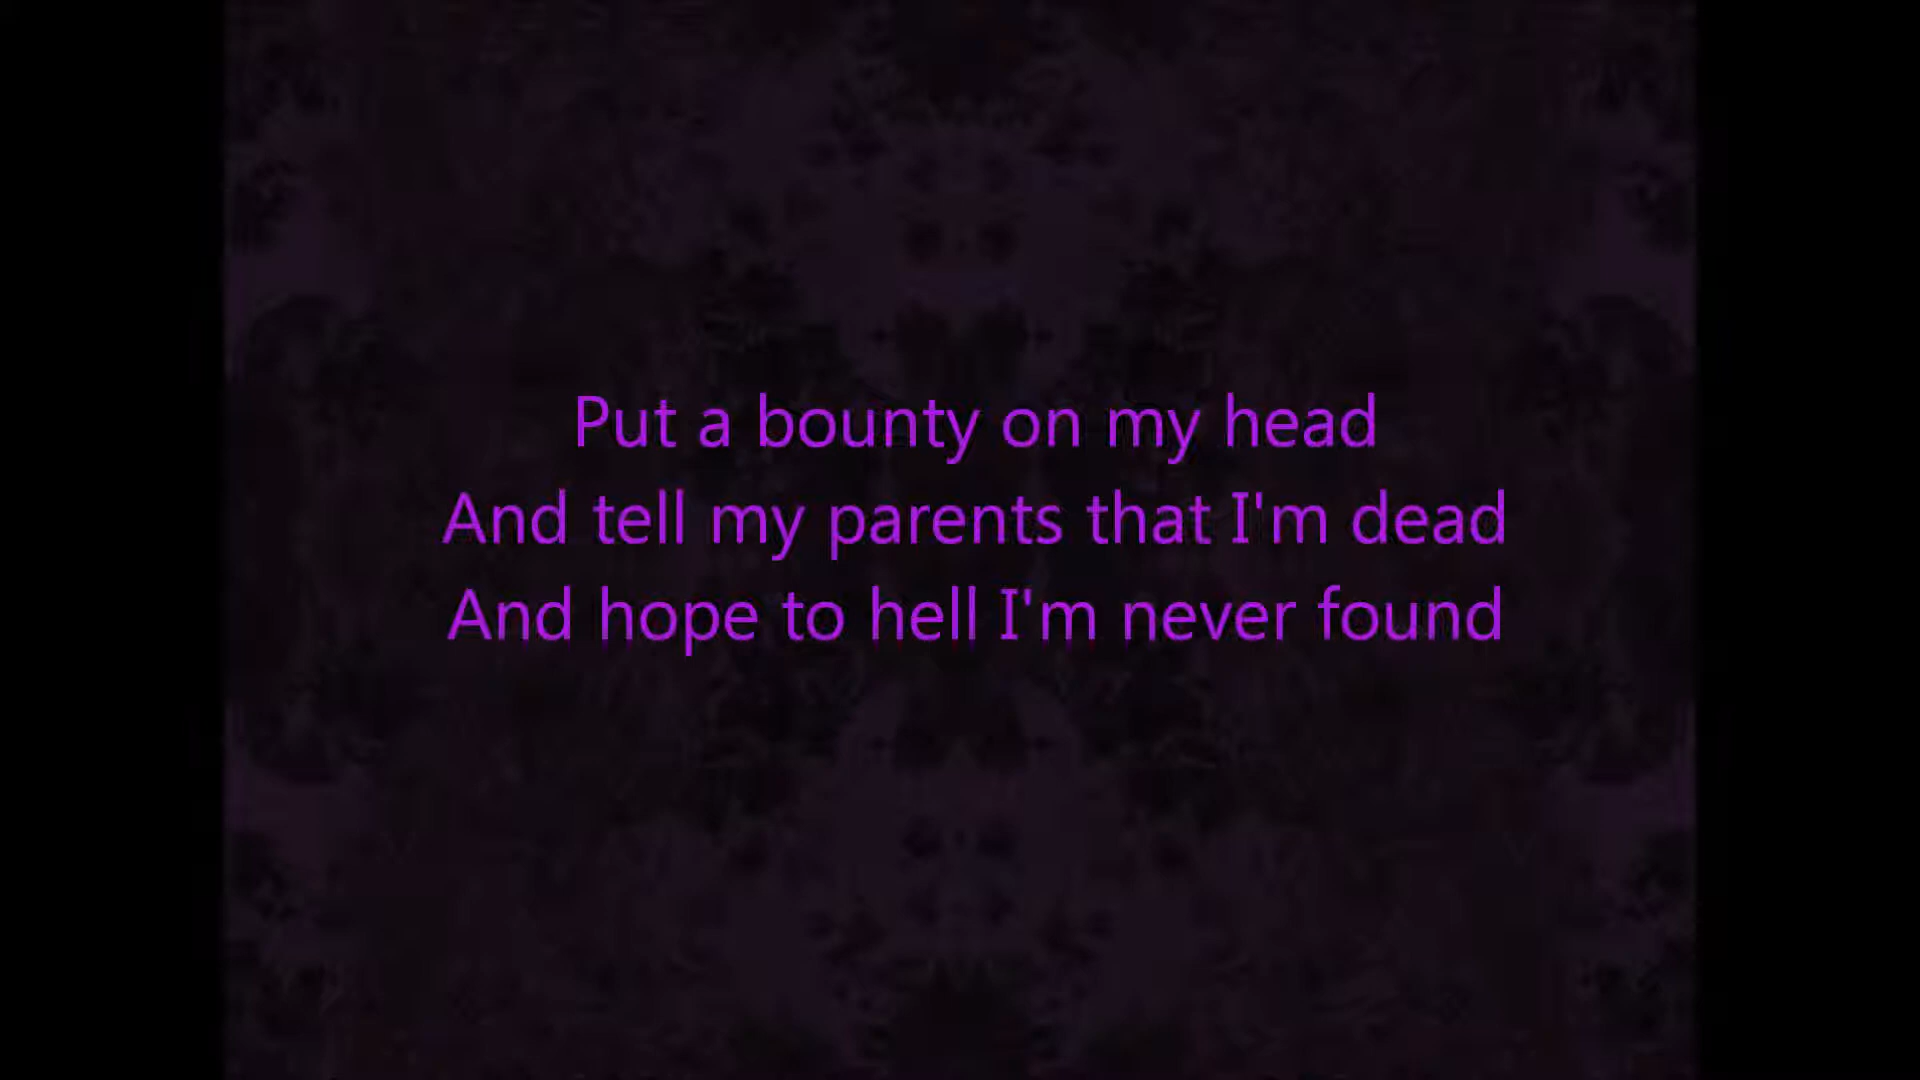 Put a bounty on my head
And tell my parents that I'm dead
And hope to hell I'm never found